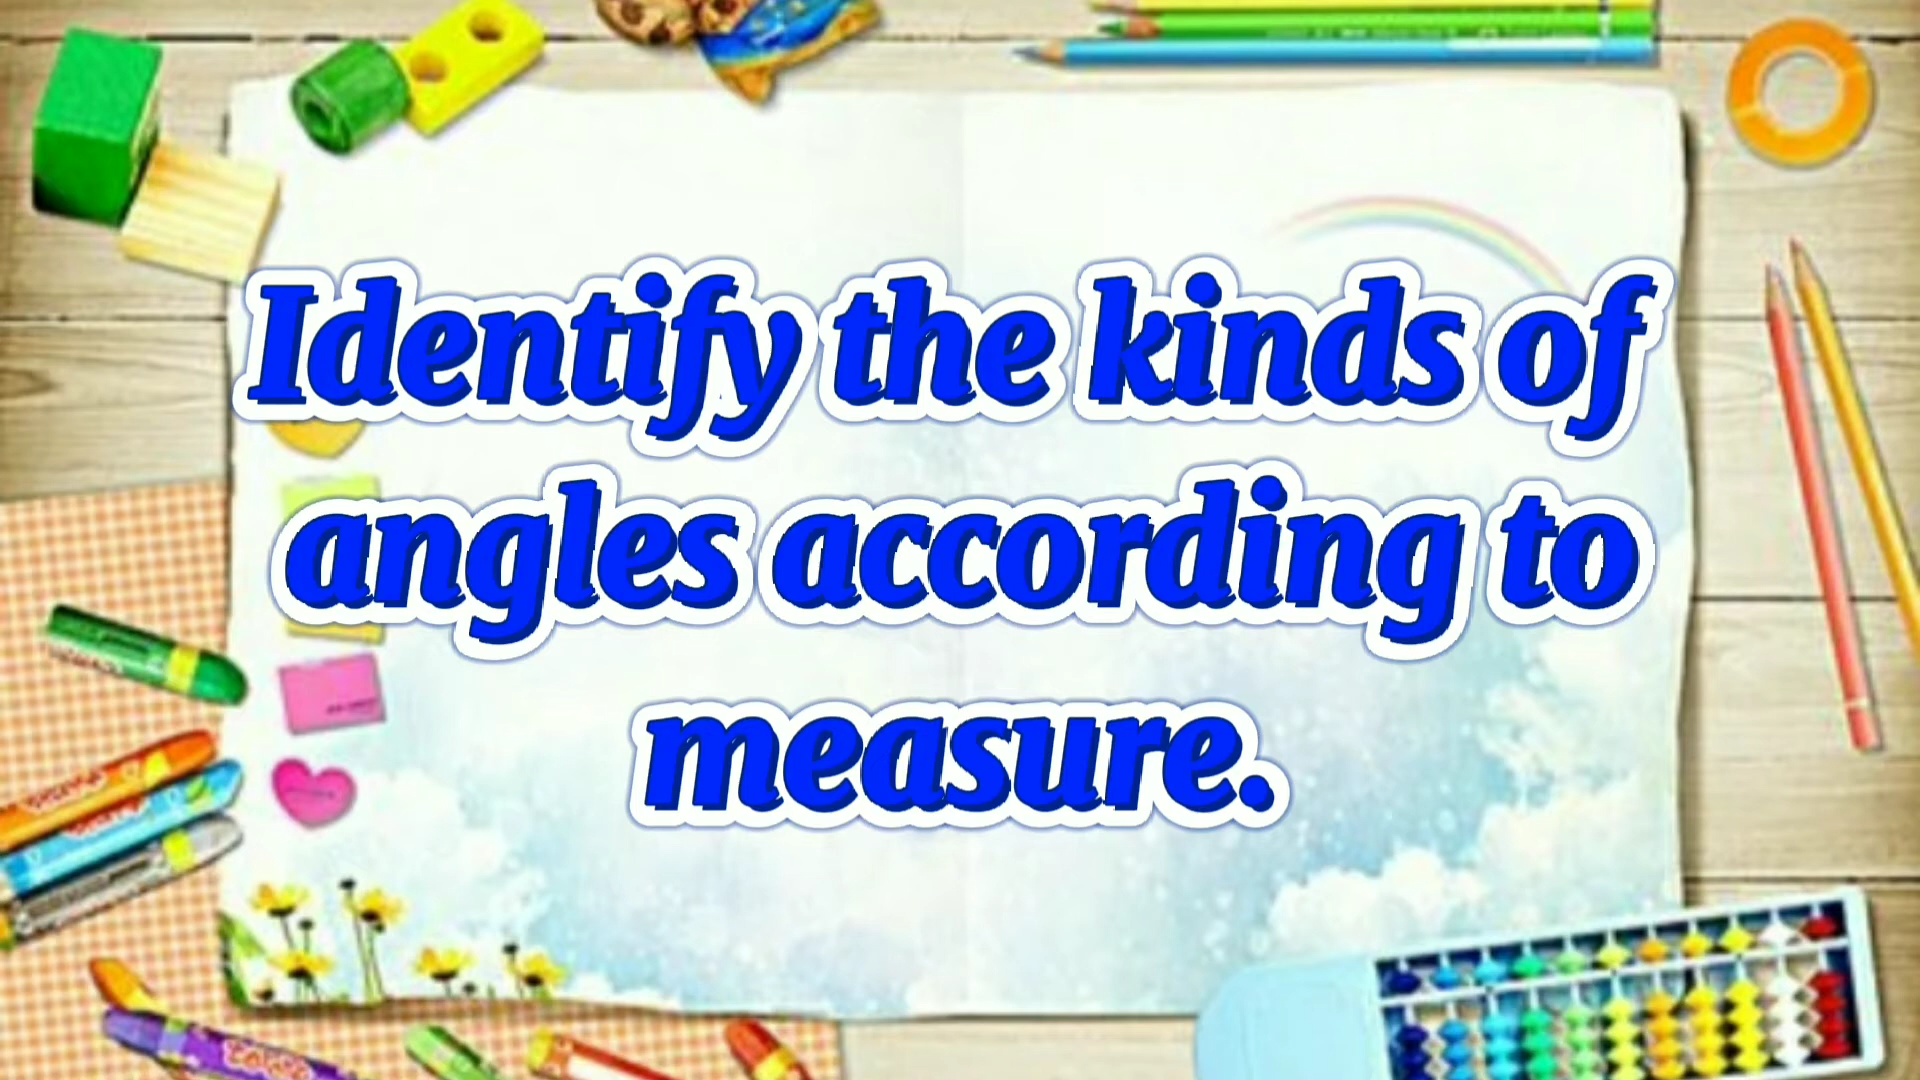 Identify the kinds of
angles according to
measure.